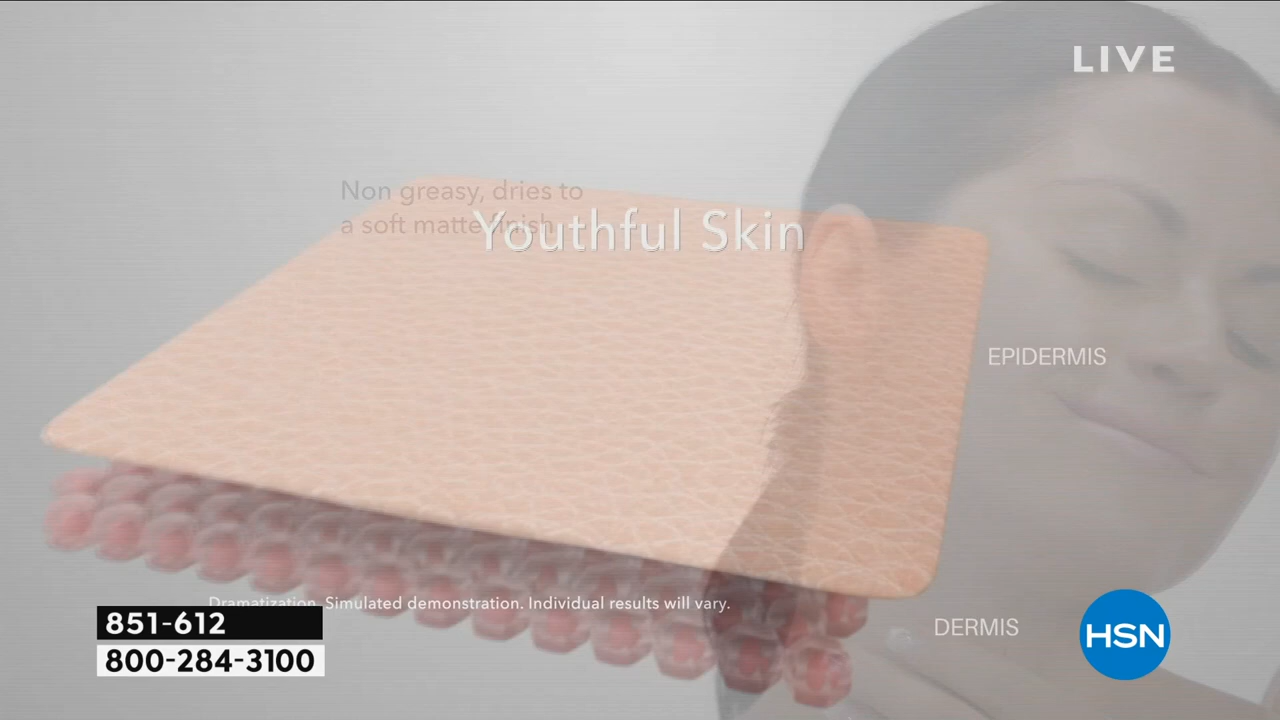 LIVE
Non greasy, dries to
a soft matte finish
Youthful Skin
EPIDERMIS
Dramatization. Simulated demonstration. Individual results will vary.
851-612
DERMIS
HSN
800-284-3100